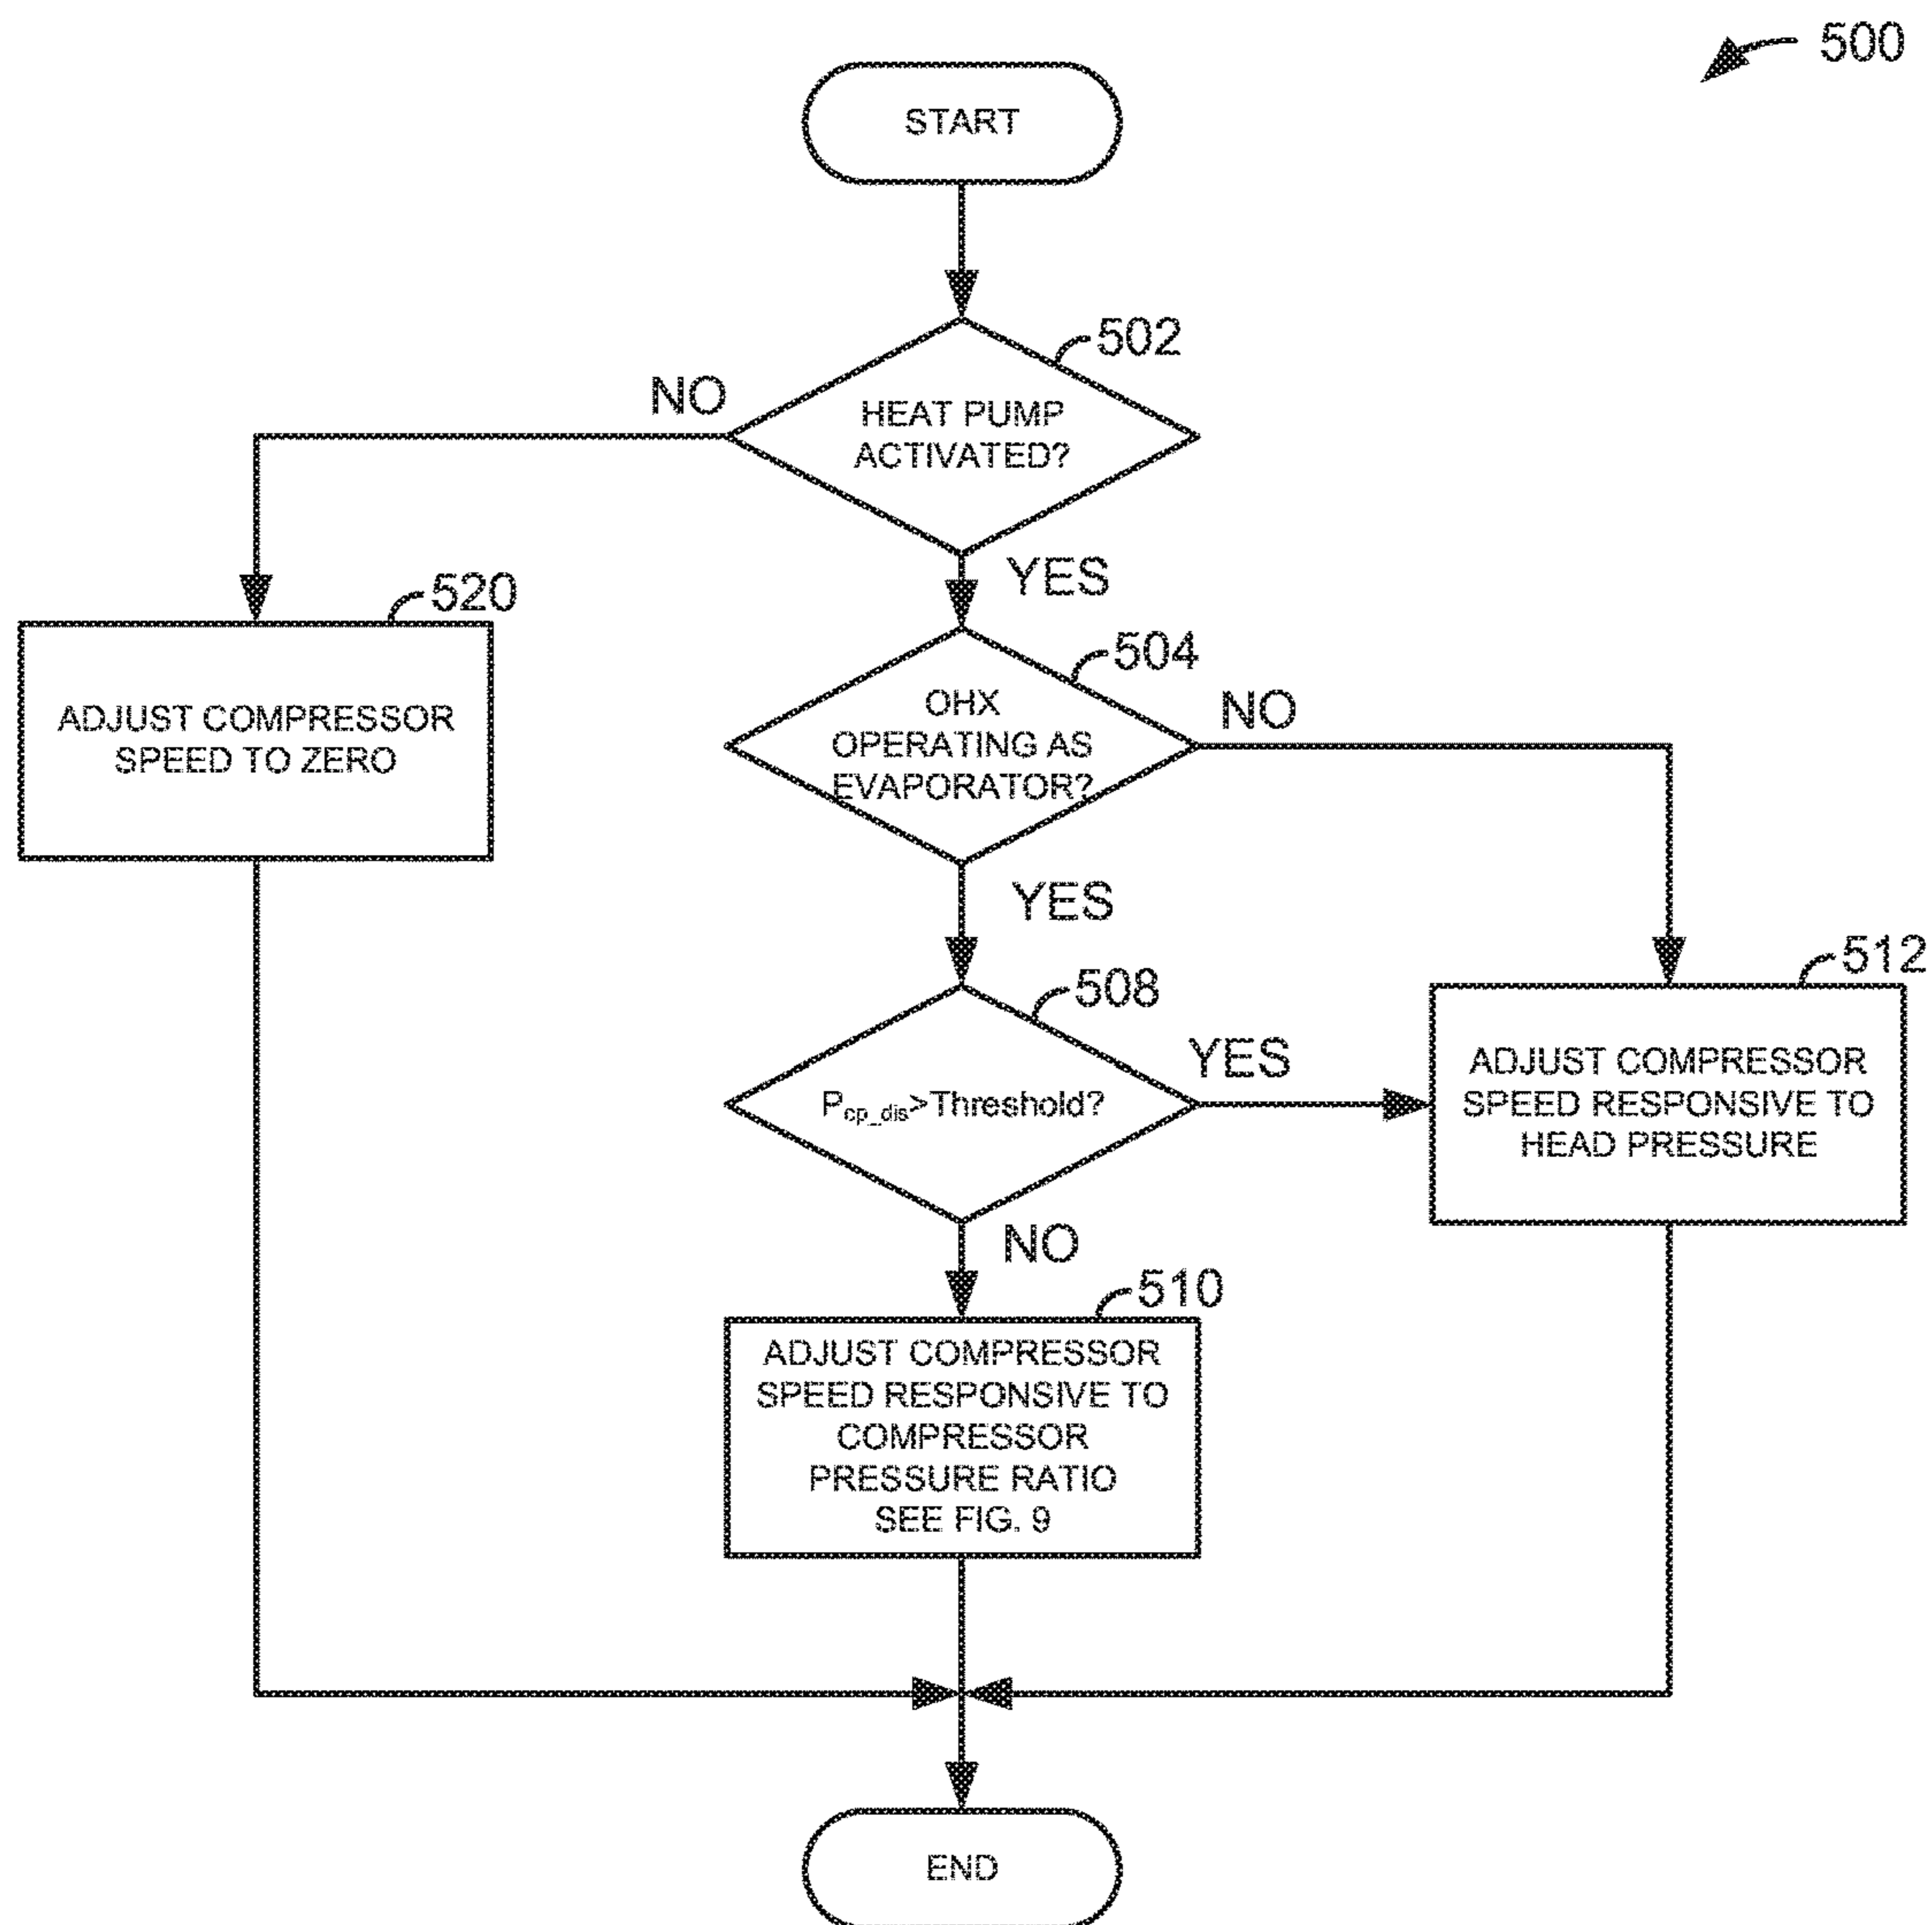 500
START
502
NO
HEAT PUMP
ACTIVATED?
YES
520
ADJUST COMPRESSOR
SPEED TO ZERO
504
OHX
OPERATING AS
EVAPORATOR?
NO
YES
508
P_cp_dis>Threshold?
YES
512
ADJUST COMPRESSOR
SPEED RESPONSIVE TO
HEAD PRESSURE
NO
510
ADJUST COMPRESSOR
SPEED RESPONSIVE TO
COMPRESSOR
PRESSURE RATIO
SEE FIG. 9
END